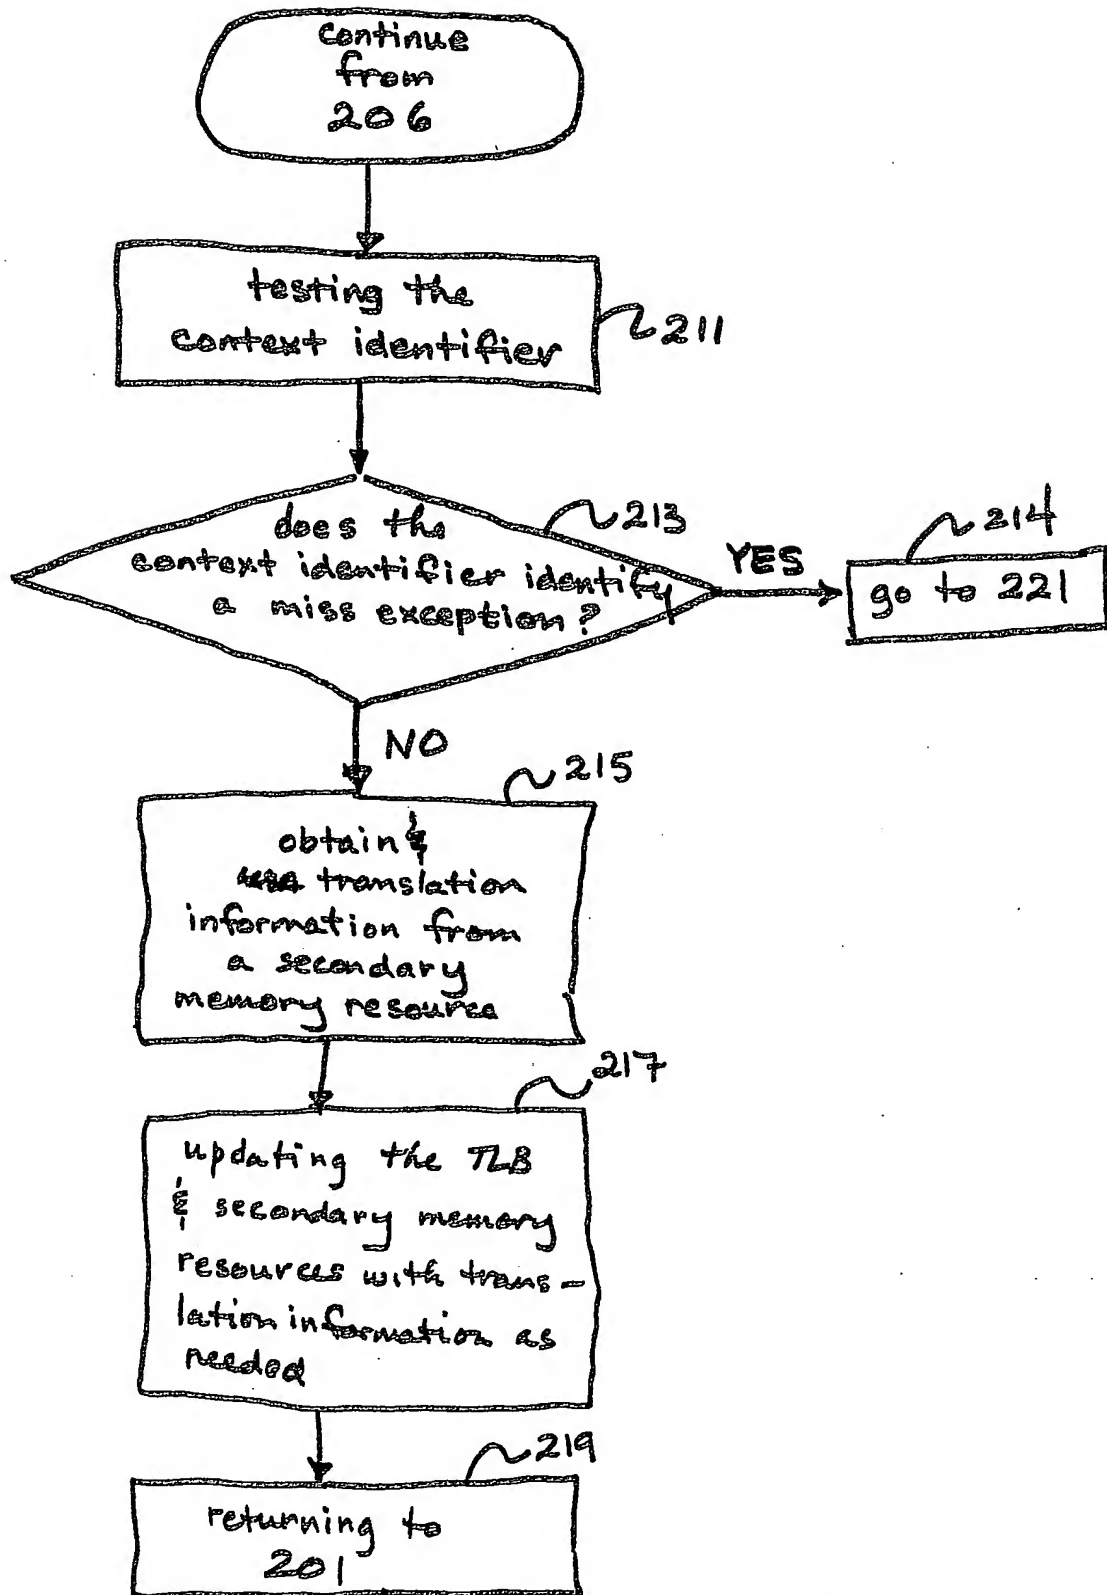 continue
from
206
testing the
context identifier
211
does the
context identifier identify
a miss exception?
213
YES
214
go to 221
NO
215
obtain &
use translation
information from
a secondary
memory resource
217
updating the TLB
& secondary memory
resources with trans-
lation information as
needed
219
returning to
201